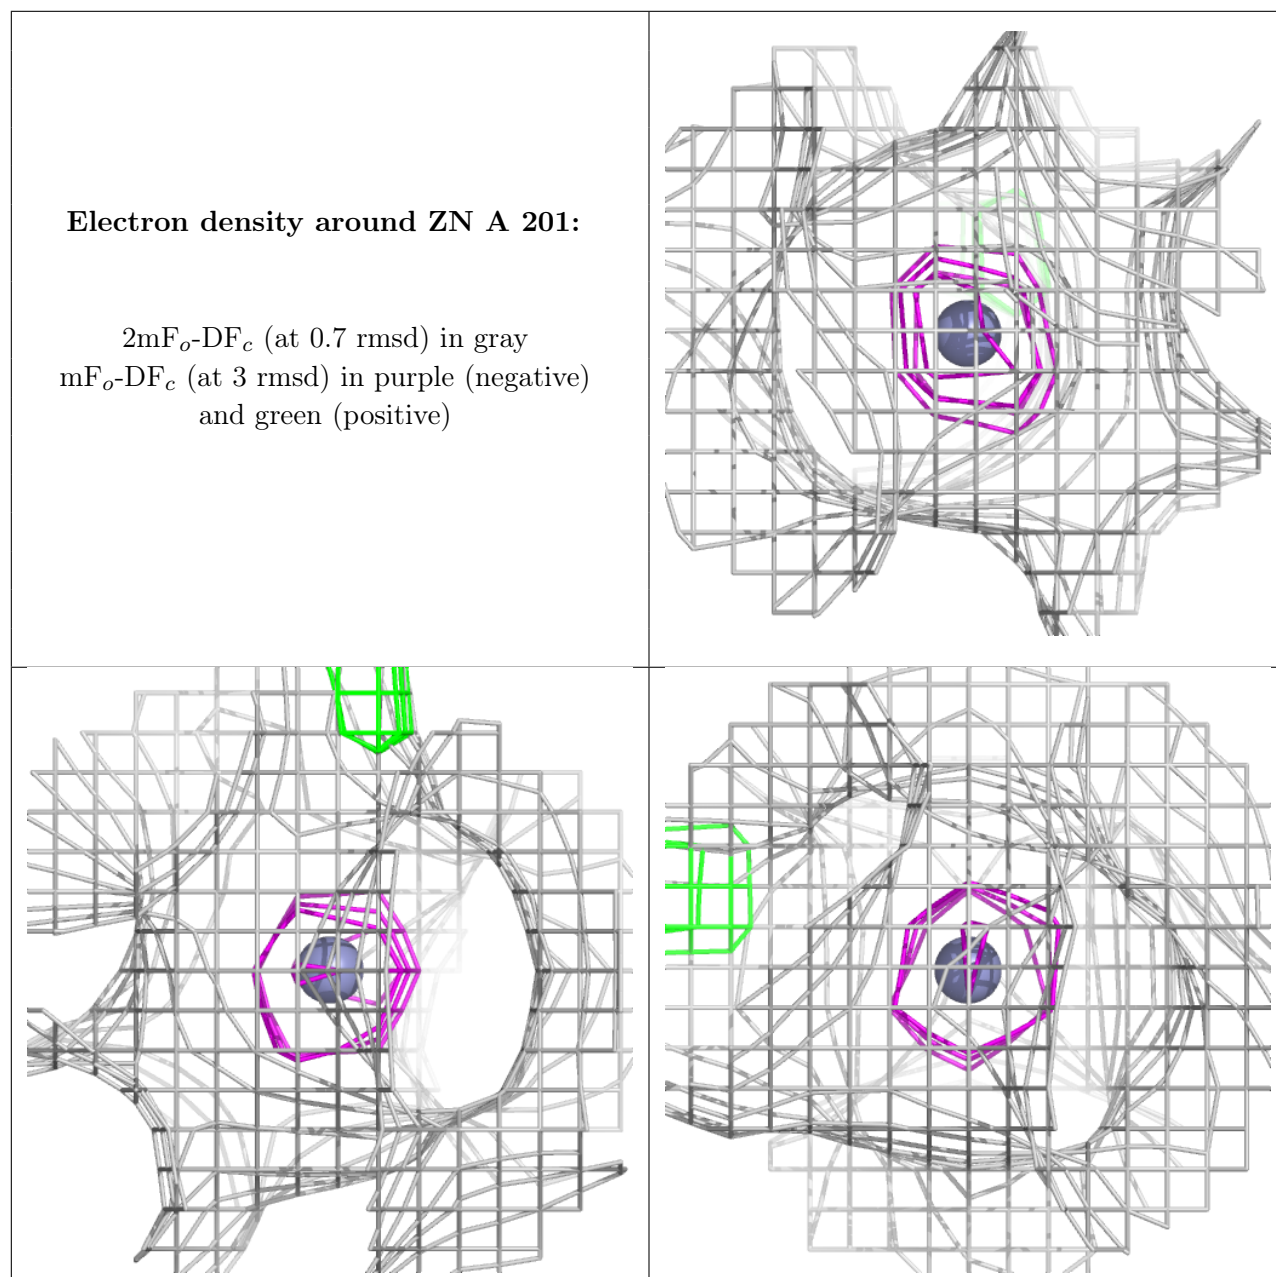 Electron density around ZN A 201:
2mFo-DFc (at 0.7 rmsd) in gray
mFo-DFc (at 3 rmsd) in purple (negative)
and green (positive)